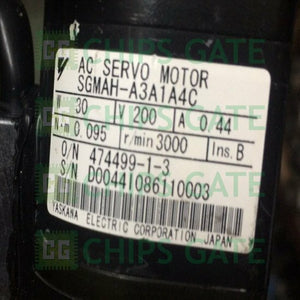 CHIPS GATE
AC SERVO MOTOR
SGMAH-A3A1A4C
W 30 V 200 A 0/44
N·m 0.095 r/min 3000 Ins. B
O/N 474499-1-3
S/N D0044I086110003
YASKAWA ELECTRIC CORPORATION JAPAN
CHIPS GATE